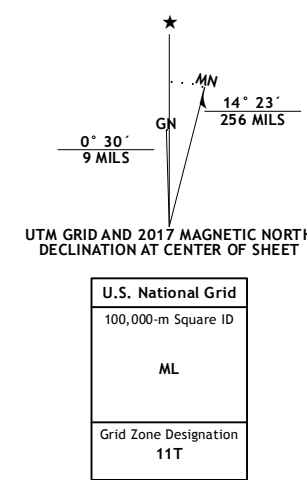 ★
MN
GN
14° 23´
256 MILS
0° 30´
9 MILS
UTM GRID AND 2017 MAGNETIC NORTH
DECLINATION AT CENTER OF SHEET
U.S. National Grid
100,000-m Square ID
ML
Grid Zone Designation
11T